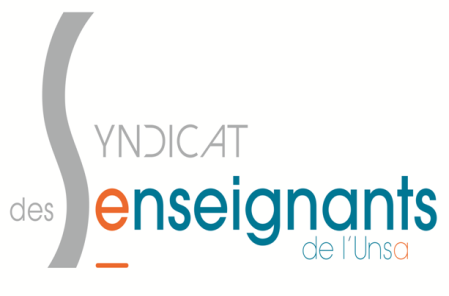 SYNDICAT
des enseignants
de l'Unsa